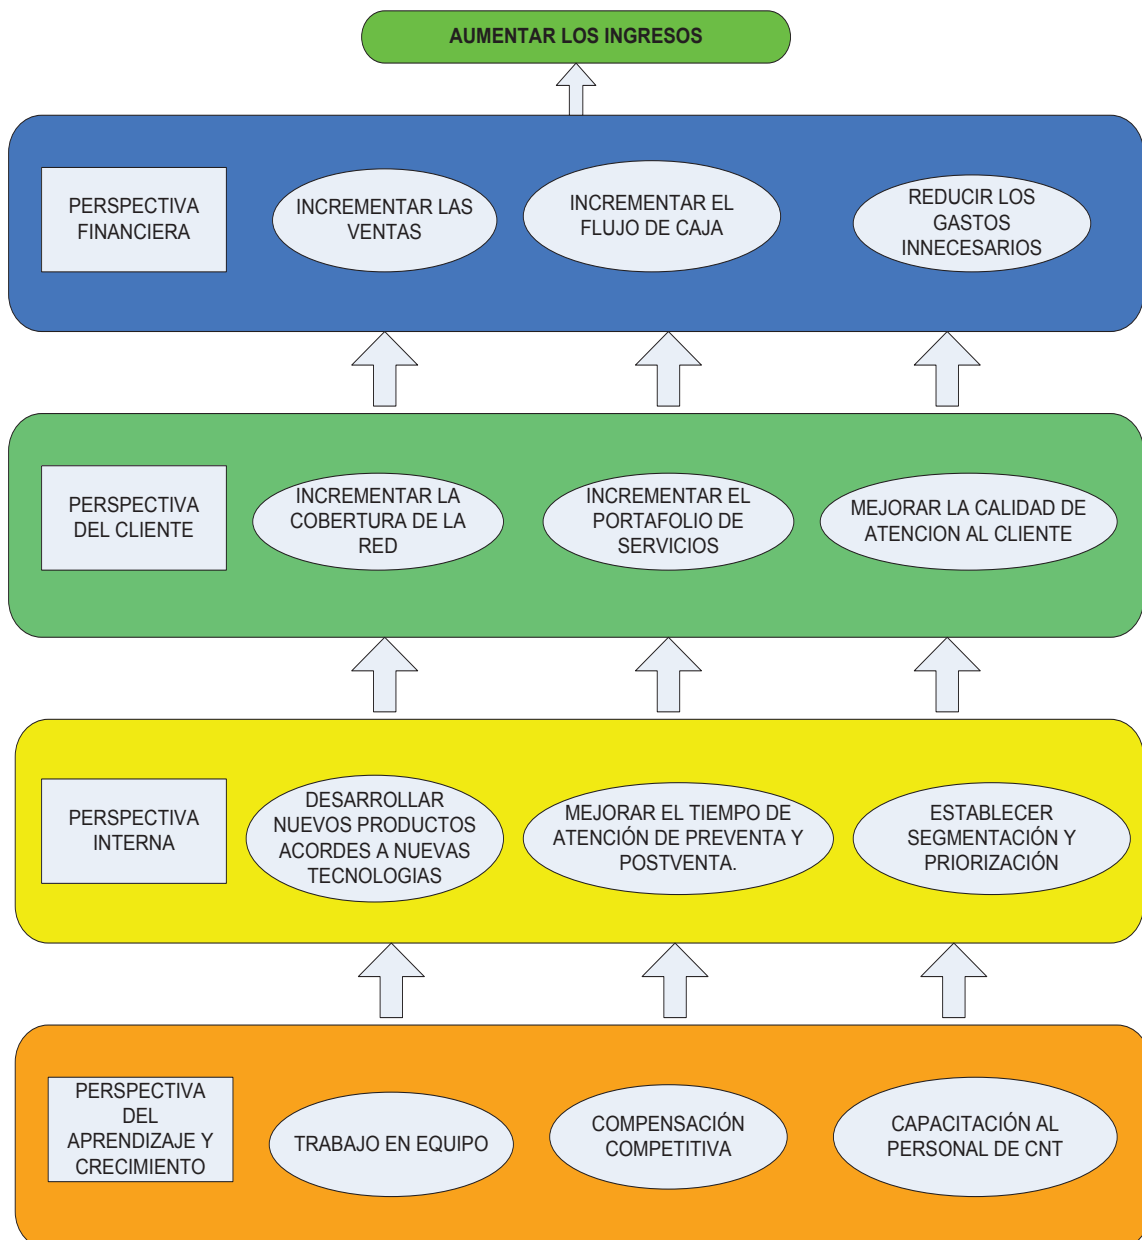 AUMENTAR LOS INGRESOS
PERSPECTIVA
FINANCIERA
INCREMENTAR LAS
VENTAS
INCREMENTAR EL
FLUJO DE CAJA
REDUCIR LOS
GASTOS
INNECESARIOS
PERSPECTIVA
DEL CLIENTE
INCREMENTAR LA
COBERTURA DE LA
RED
INCREMENTAR EL
PORTAFOLIO DE
SERVICIOS
MEJORAR LA CALIDAD DE
ATENCION AL CLIENTE
PERSPECTIVA
INTERNA
DESARROLLAR
NUEVOS PRODUCTOS
ACORDES A NUEVAS
TECNOLOGIAS
MEJORAR EL TIEMPO DE
ATENCIÓN DE PREVENTA Y
POSTVENTA.
ESTABLECER
SEGMENTACIÓN Y
PRIORIZACIÓN
PERSPECTIVA
DEL
APRENDIZAJE Y
CRECIMIENTO
TRABAJO EN EQUIPO
COMPENSACIÓN
COMPETITIVA
CAPACITACIÓN AL
PERSONAL DE CNT